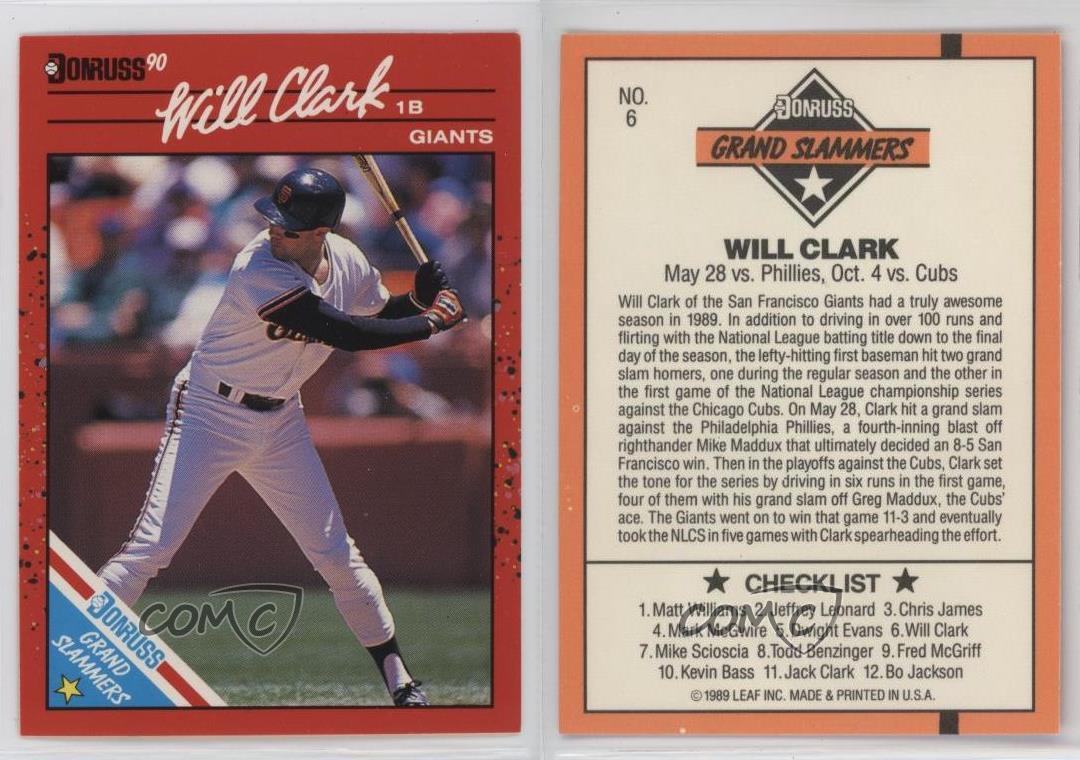 DONRUSS 90
Will Clark 1B
GIANTS
DONRUSS
GRAND
SLAMMERS
COMC
NO.
6
DONRUSS
GRAND SLAMMERS
WILL CLARK
May 28 vs. Phillies, Oct. 4 vs. Cubs
Will Clark of the San Francisco Giants had a truly awesome
season in 1989. In addition to driving in over 100 runs and
flirting with the National League batting title down to the final
day of the season, the lefty-hitting first baseman hit two grand
slam homers, one during the regular season and the other in
the first game of the National League championship series
against the Chicago Cubs. On May 28, Clark hit a grand slam
against the Philadelphia Phillies, a fourth-inning blast off
righthander Mike Maddux that ultimately decided an 8-5 San
Francisco win. Then in the playoffs against the Cubs, Clark set
the tone for the series by driving in six runs in the first game,
four of them with his grand slam off Greg Maddux, the Cubs'
ace. The Giants went on to win that game 11-3 and eventually
took the NLCS in five games with Clark spearheading the effort.
★ CHECKLIST ★
1. Matt Williams 2. Jeffrey Leonard 3. Chris James
4. Mark McGwire 5. Dwight Evans 6. Will Clark
7. Mike Scioscia 8. Todd Benzinger 9. Fred McGriff
10. Kevin Bass 11. Jack Clark 12. Bo Jackson
© 1989 LEAF INC. MADE & PRINTED IN U.S.A.
COMC